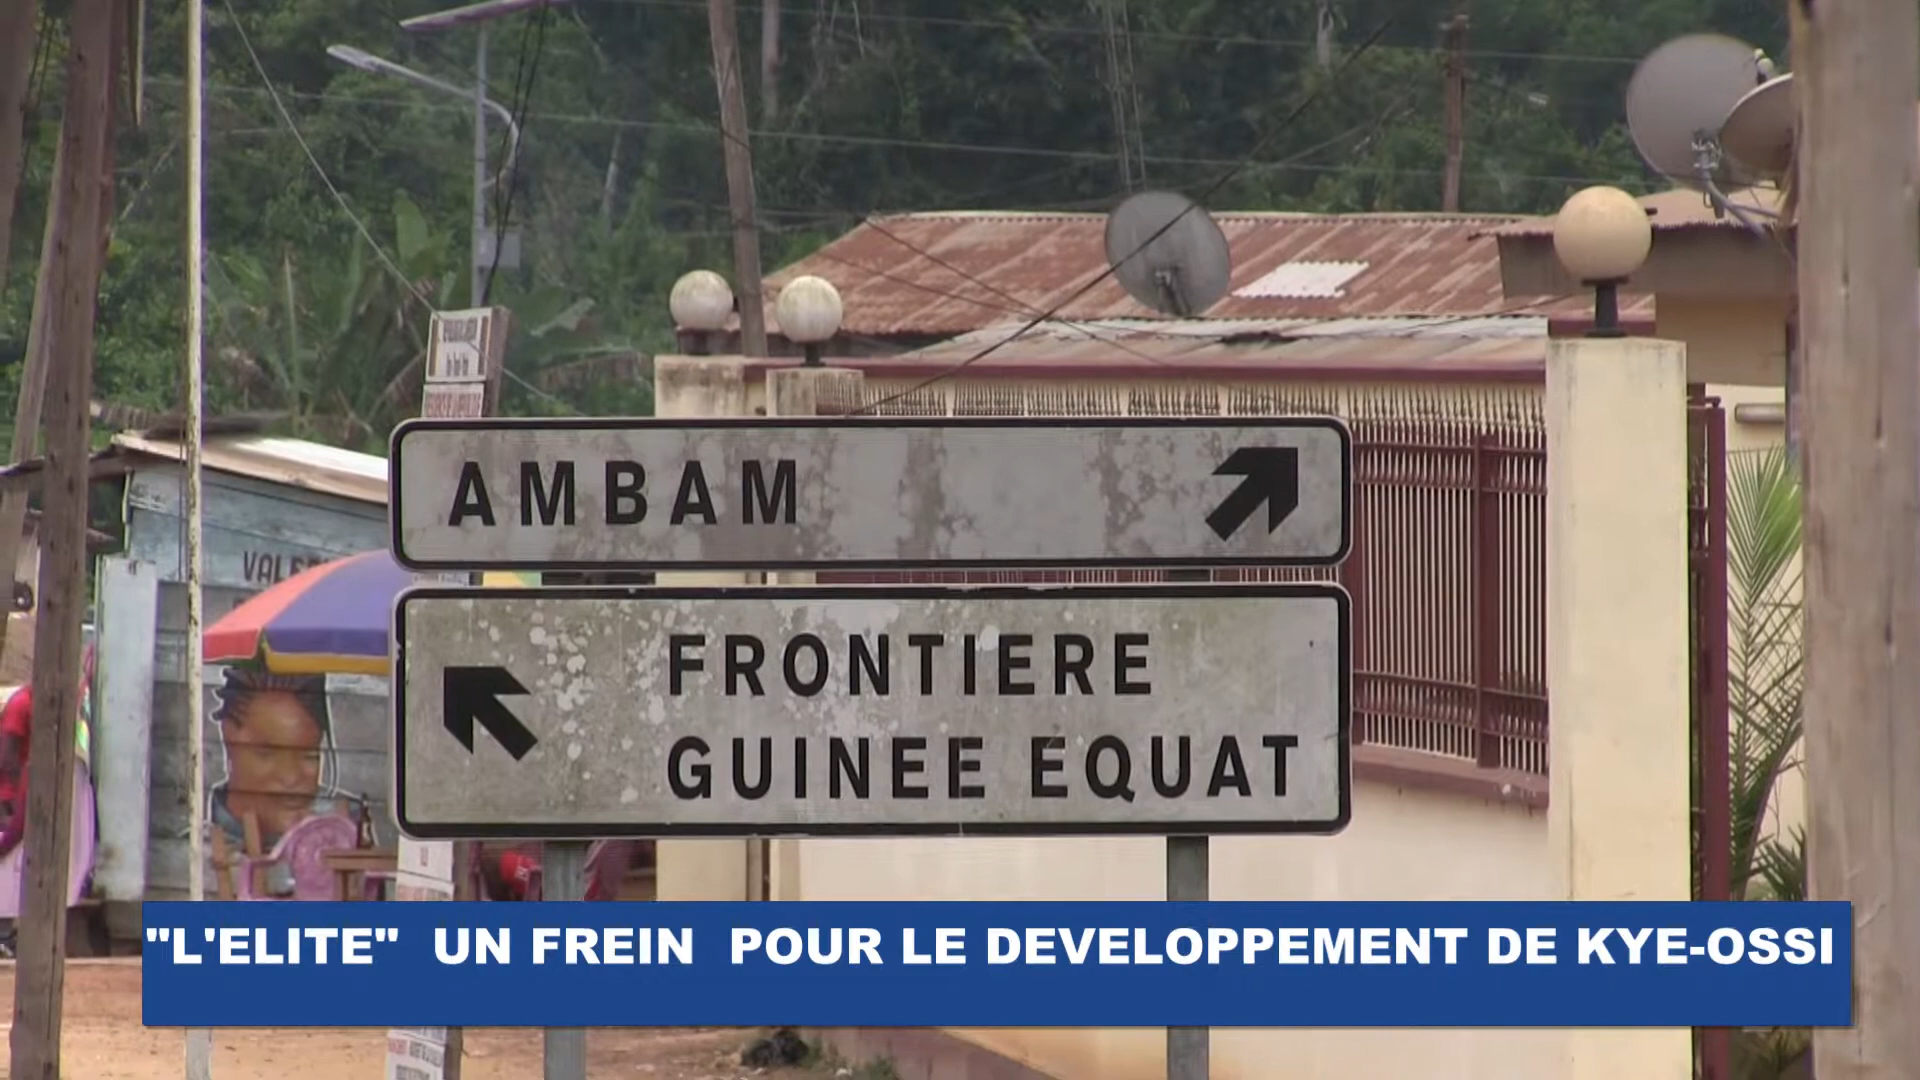 AMBAM
FRONTIERE
GUINEE EQUAT
"L'ELITE" UN FREIN POUR LE DEVELOPPEMENT DE KYE-OSSI